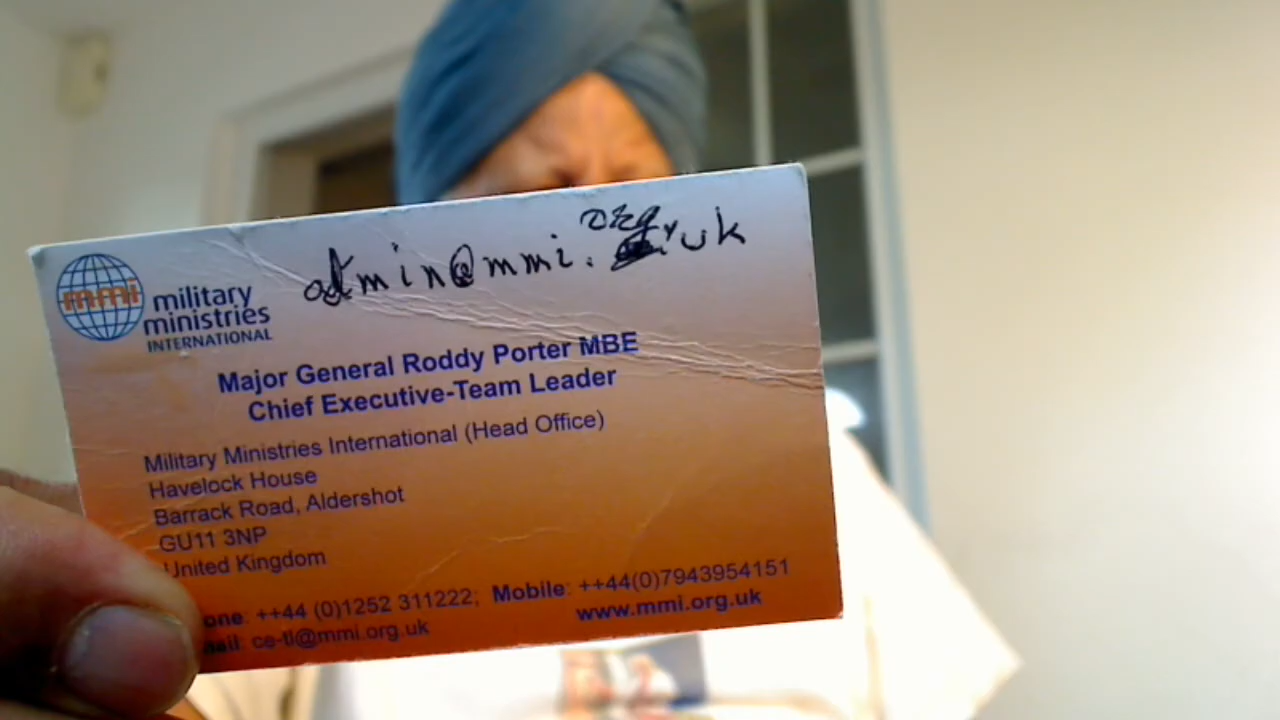 admin@mmi.org.uk
mmi
military
ministries
INTERNATIONAL
Major General Roddy Porter MBE
Chief Executive-Team Leader
Military Ministries International (Head Office)
Havelock House
Barrack Road, Aldershot
GU11 3NP
United Kingdom
one: ++44 (0)1252 311222; Mobile: ++44(0)7943954151
ail: ce-tl@mmi.org.uk www.mmi.org.uk